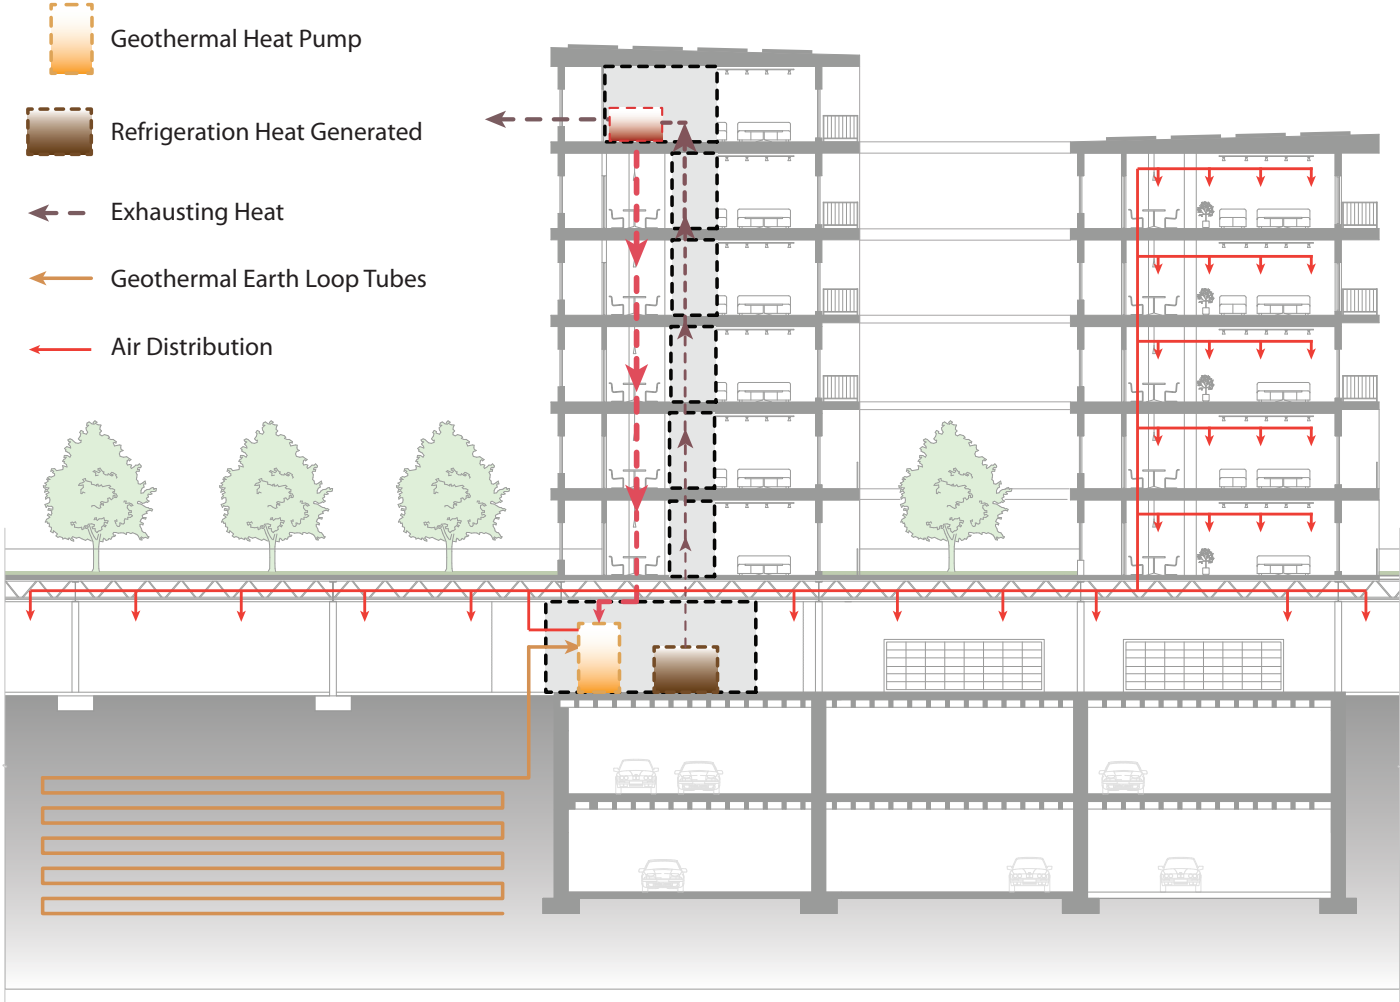 Geothermal Heat Pump
Refrigeration Heat Generated
Exhausting Heat
Geothermal Earth Loop Tubes
Air Distribution